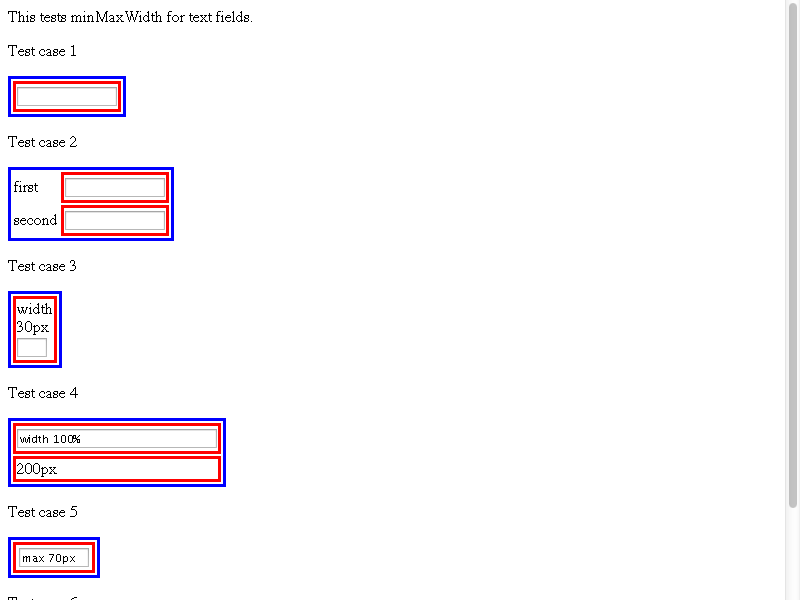 This tests minMaxWidth for text fields.
Test case 1
Test case 2
first
second
Test case 3
width
30px
Test case 4
width 100%
200px
Test case 5
max 70px